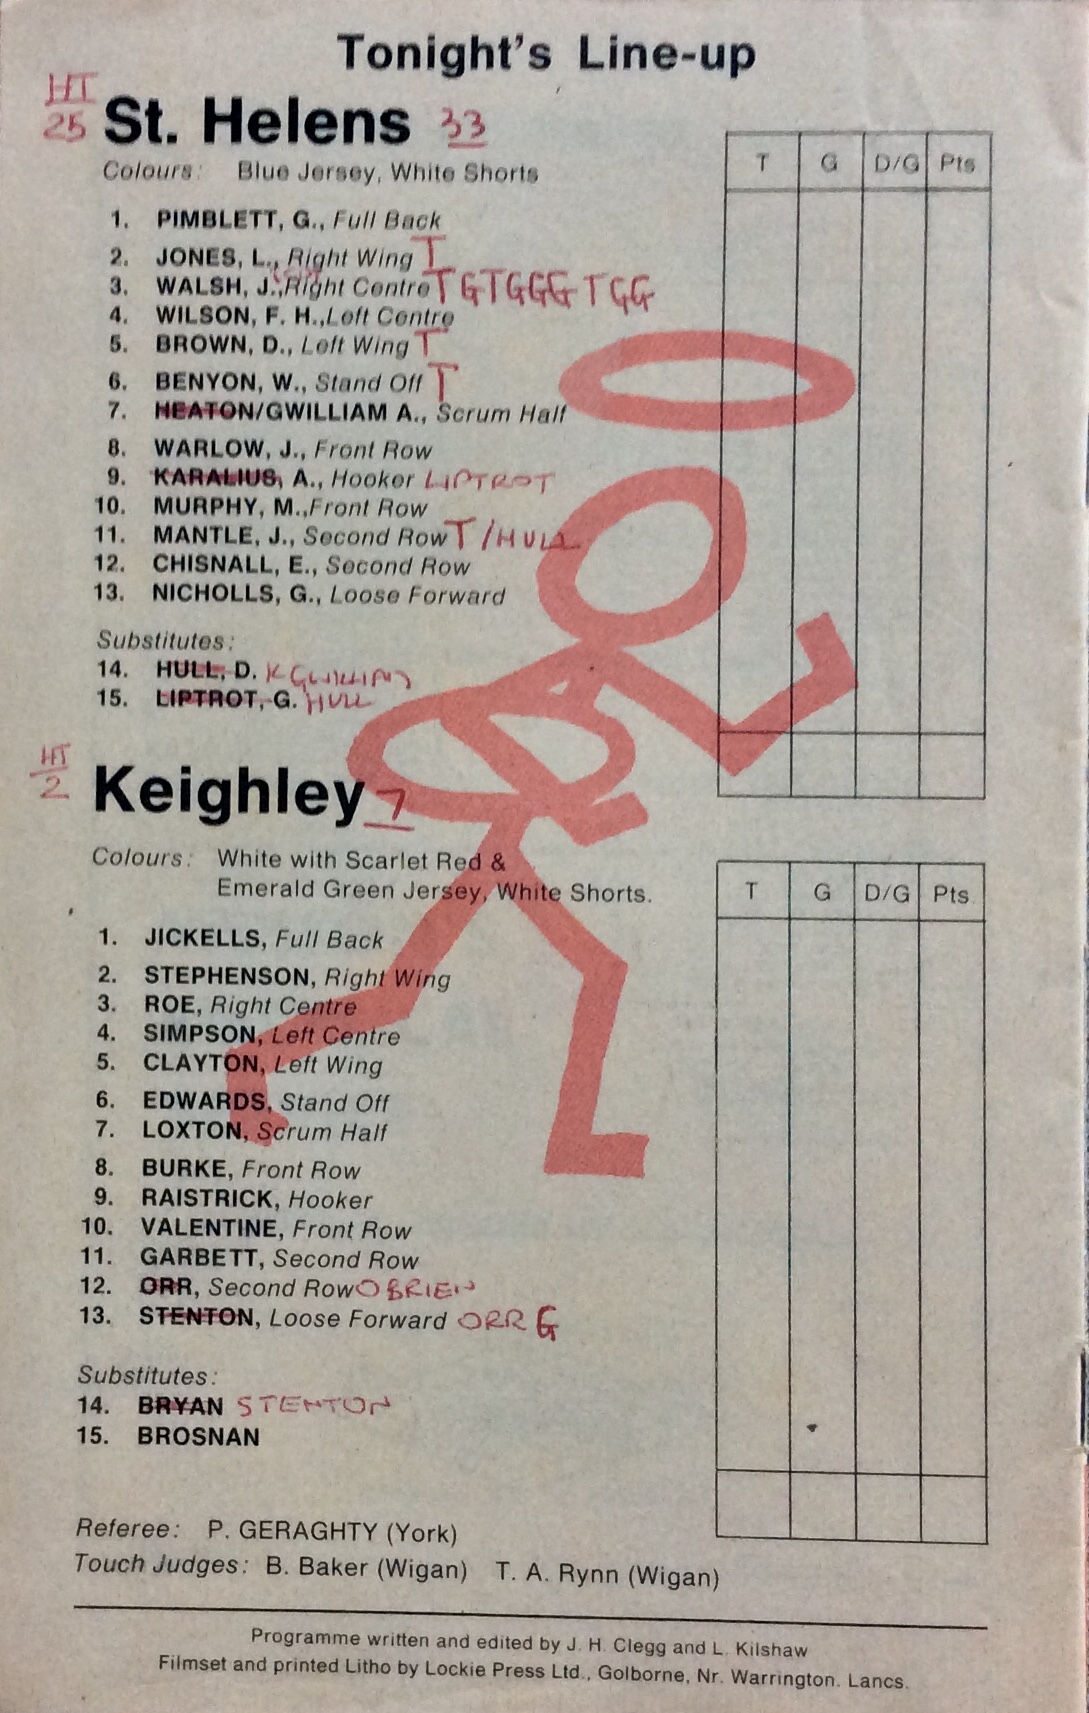 Tonight's Line-up
HT
25 St. Helens 33
Colours: Blue Jersey, White Shorts
T G D/G Pts
1. PIMBLETT, G., Full Back
2. JONES, L., Right Wing T
3. WALSH, J., Right Centre T G T G G G T G G
4. WILSON, F. H., Left Centre
5. BROWN, D., Left Wing T
6. BENYON, W., Stand Off T
7. HEATON/GWILLIAM A., Scrum Half
8. WARLOW, J., Front Row
9. KARALIUS, A., Hooker LIPTROT
10. MURPHY, M., Front Row
11. MANTLE, J., Second Row T/HULL
12. CHISNALL, E., Second Row
13. NICHOLLS, G., Loose Forward
Substitutes:
14. HULL, D. K GWILLIAM
15. LIPTROT, G. HULL
HT
2 Keighley 7
Colours: White with Scarlet Red &
Emerald Green Jersey, White Shorts.
T G D/G Pts
1. JICKELLS, Full Back
2. STEPHENSON, Right Wing
3. ROE, Right Centre
4. SIMPSON, Left Centre
5. CLAYTON, Left Wing
6. EDWARDS, Stand Off
7. LOXTON, Scrum Half
8. BURKE, Front Row
9. RAISTRICK, Hooker
10. VALENTINE, Front Row
11. GARBETT, Second Row
12. ORR, Second Row OBRIEN
13. STENTON, Loose Forward ORR G
Substitutes:
14. BRYAN STENTON
15. BROSNAN
Referee: P. GERAGHTY (York)
Touch Judges: B. Baker (Wigan) T. A. Rynn (Wigan)
Programme written and edited by J. H. Clegg and L. Kilshaw
Filmset and printed Litho by Lockie Press Ltd., Golborne, Nr. Warrington. Lancs.